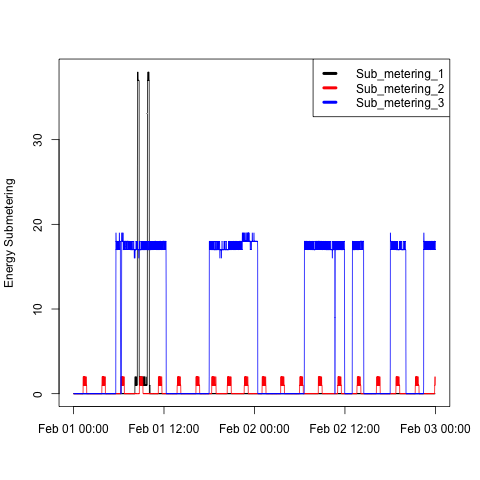 Sub_metering_1
Sub_metering_2
Sub_metering_3
Energy Submetering
30
20
10
0
Feb 01 00:00 Feb 01 12:00 Feb 02 00:00 Feb 02 12:00 Feb 03 00:00